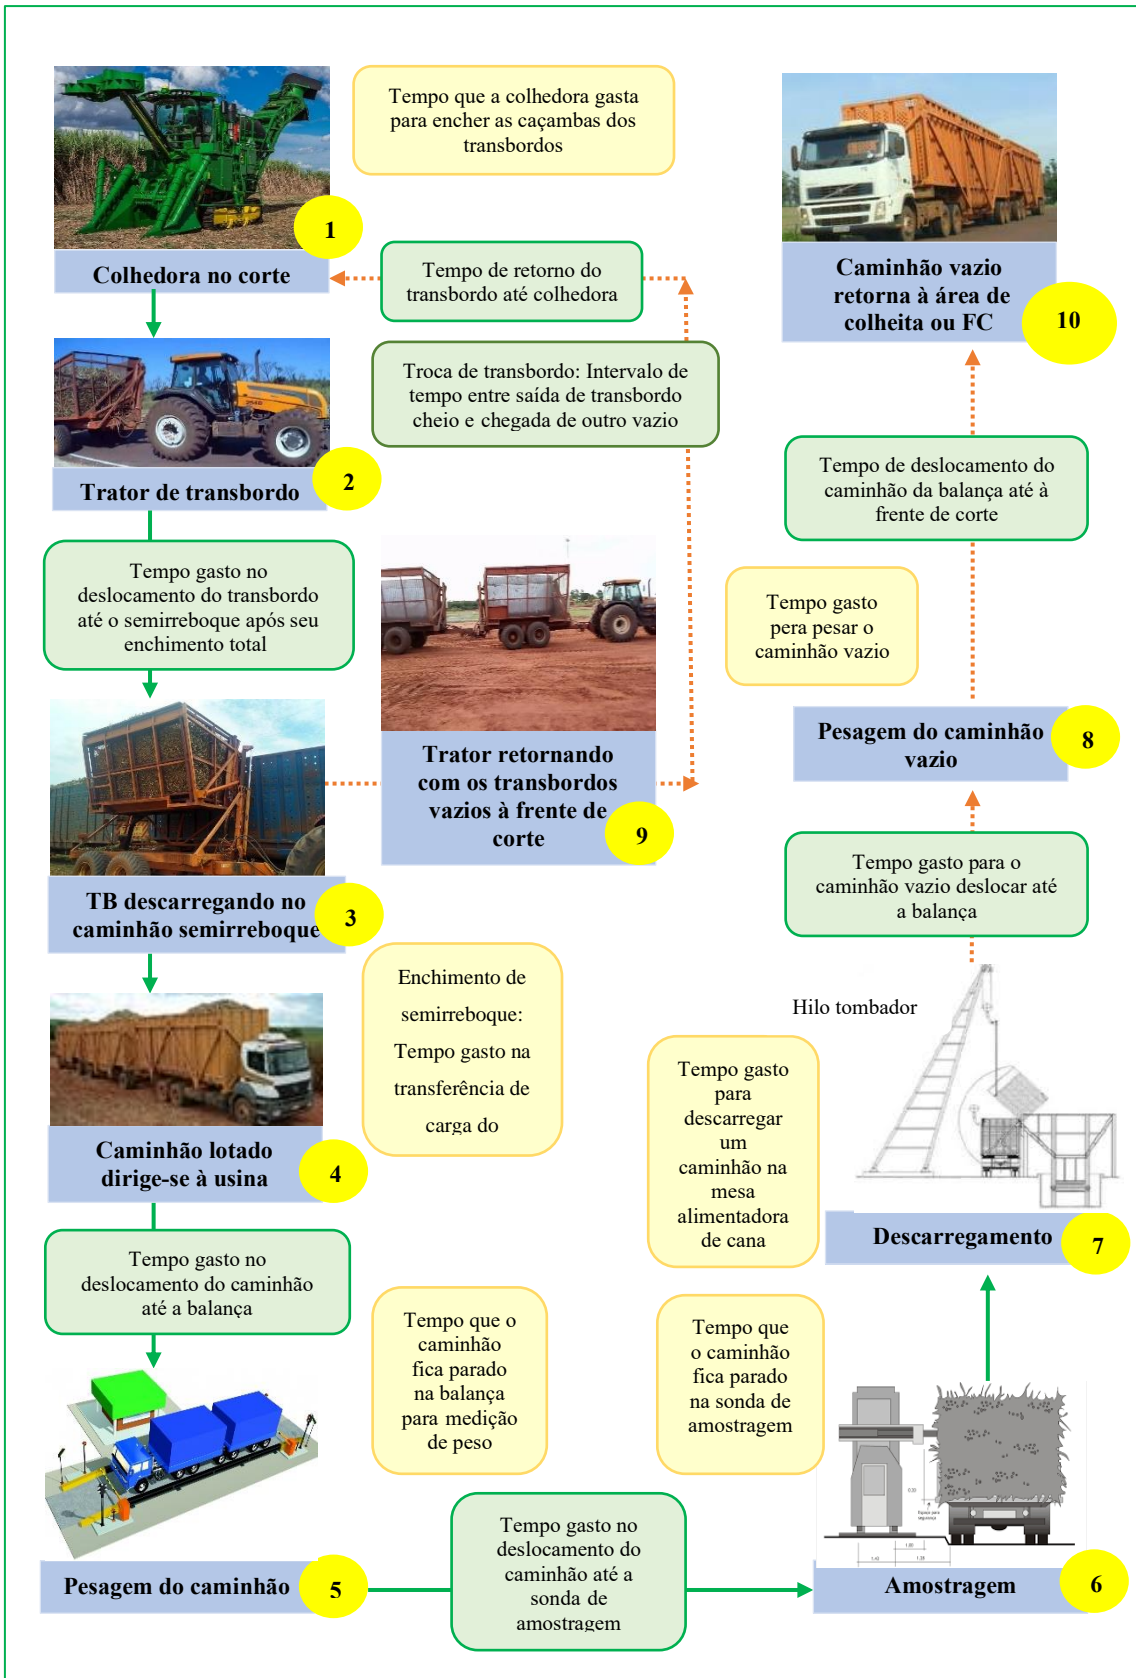 Tempo que a colhedora gasta
para encher as caçambas dos
transbordos
1
Colhedora no corte
Tempo de retorno do
transbordo até colhedora
Caminhão vazio
retorna à área de
colheita ou FC
10
Troca de transbordo: Intervalo de
tempo entre saída de transbordo
cheio e chegada de outro vazio
2
Trator de transbordo
Tempo de deslocamento do
caminhão da balança até à
frente de corte
Tempo gasto no
deslocamento do transbordo
até o semirreboque após seu
enchimento total
Tempo gasto
pera pesar o
caminhão vazio
Trator retornando
com os transbordos
vazios à frente de
corte
9
Pesagem do caminhão
vazio
8
TB descarregando no
caminhão semirreboque
3
Tempo gasto para o
caminhão vazio deslocar até
a balança
Enchimento de
semirreboque:
Tempo gasto na
transferência de
carga do
Hilo tombador
Tempo gasto
para
descarregar
um
caminhão na
mesa
alimentadora
de cana
Caminhão lotado
dirige-se à usina
4
Descarregamento
7
Tempo gasto no
deslocamento do caminhão
até a balança
Tempo que o
caminhão
fica parado
na balança
para medição
de peso
Tempo que
o caminhão
fica parado
na sonda de
amostragem
Pesagem do caminhão
5
Tempo gasto no
deslocamento do
caminhão até a
sonda de
amostragem
Amostragem
6